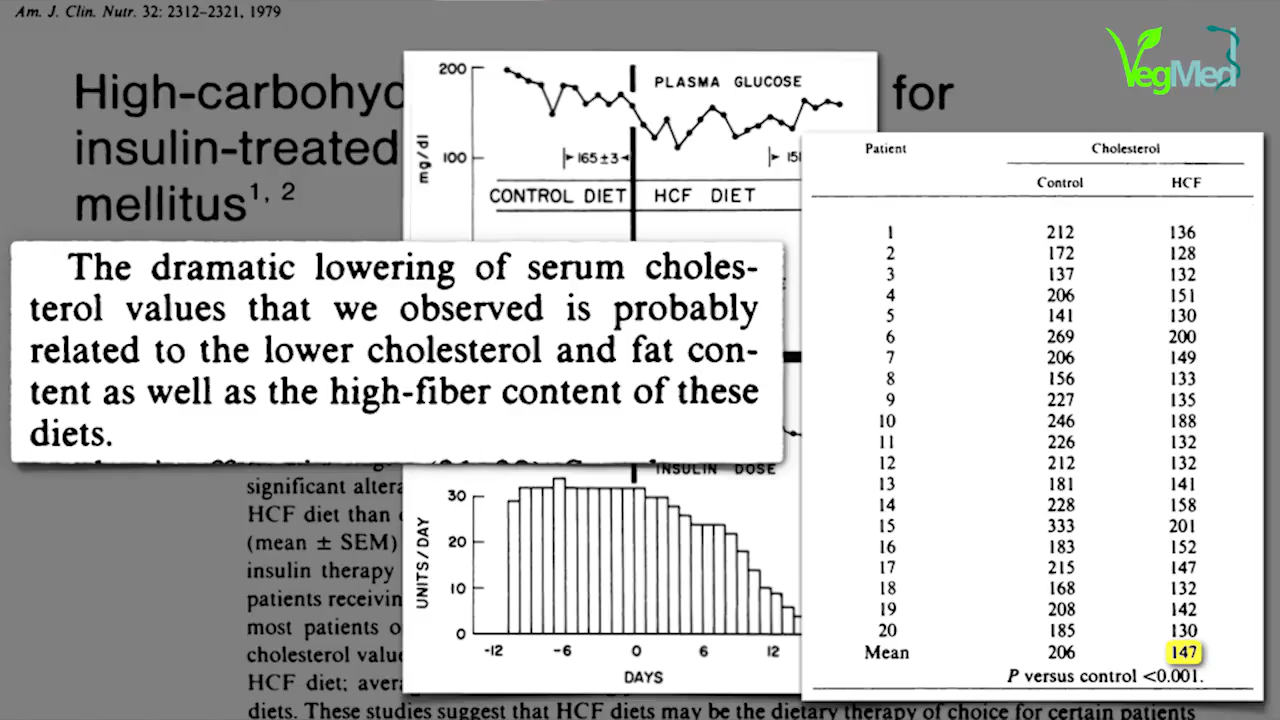 Am. J. Clin. Nutr. 32: 2312–2321, 1979
VegMed
High-carbohyd for
insulin-treated
mellitus1, 2
200
PLASMA GLUCOSE
mg/dl
165±3
151
100
CONTROL DIET HCF DIET
The dramatic lowering of serum choles-
terol values that we observed is probably
related to the lower cholesterol and fat con-
tent as well as the high-fiber content of these
diets.
INSULIN DOSE
significant altera
HCF diet than
(mean ± SEM)
insulin therapy
patients receivin
most patients o
cholesterol value
HCF diet; avera
diets. These studies suggest that HCF diets may be the dietary therapy of choice for certain patients
30
20
10
0
UNITS/DAY
-12 -6 0 6 12
DAYS
Patient Cholesterol
Control HCF
1 212 136
2 172 128
3 137 132
4 206 151
5 141 130
6 269 200
7 206 149
8 156 133
9 227 135
10 246 188
11 226 132
12 212 132
13 181 141
14 228 158
15 333 201
16 183 152
17 215 147
18 168 132
19 208 142
20 185 130
Mean 206 147
P versus control <0.001.